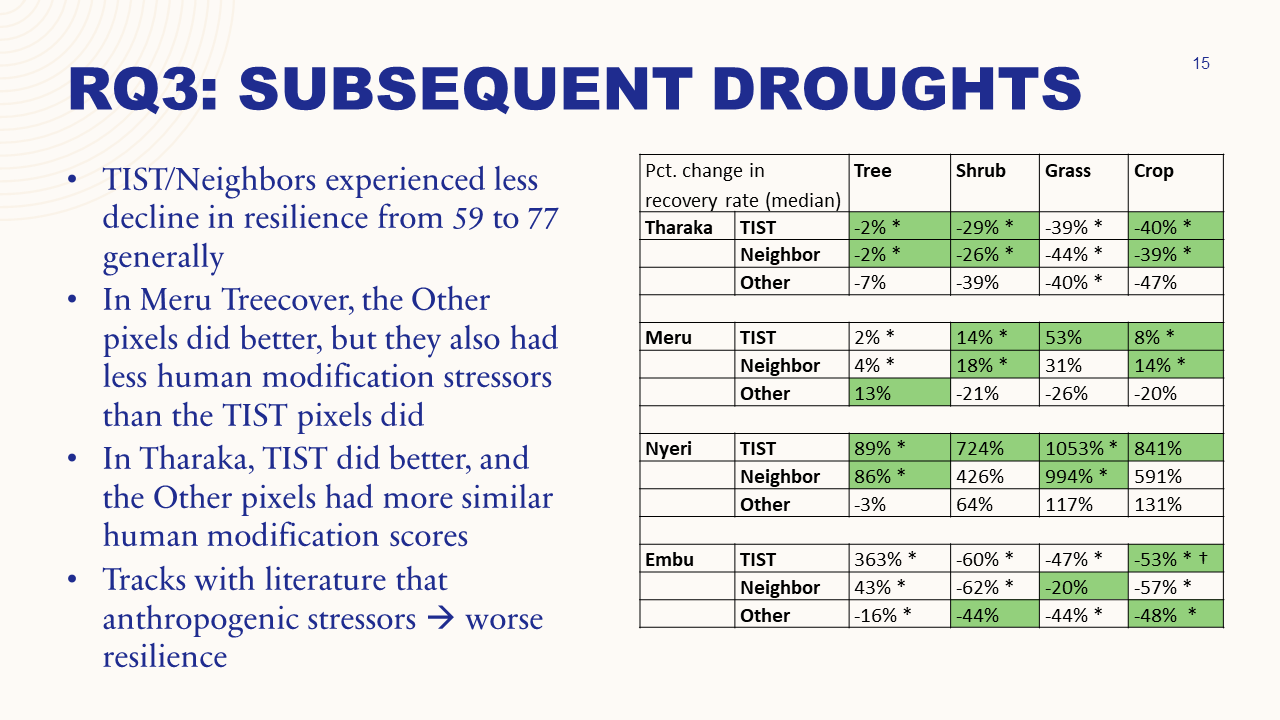 15
RQ3: SUBSEQUENT DROUGHTS
• TIST/Neighbors experienced less
decline in resilience from 59 to 77
generally
• In Meru Treecover, the Other
pixels did better, but they also had
less human modification stressors
than the TIST pixels did
• In Tharaka, TIST did better, and
the Other pixels had more similar
human modification scores
• Tracks with literature that
anthropogenic stressors → worse
resilience
Pct. change in
recovery rate (median) Tree Shrub Grass Crop
Tharaka TIST -2% * -29% * -39% * -40% *
Neighbor -2% * -26% * -44% * -39% *
Other -7% -39% -40% * -47%
Meru TIST 2% * 14% * 53% 8% *
Neighbor 4% * 18% * 31% 14% *
Other 13% -21% -26% -20%
Nyeri TIST 89% * 724% 1053% * 841%
Neighbor 86% * 426% 994% * 591%
Other -3% 64% 117% 131%
Embu TIST 363% * -60% * -47% * -53% * †
Neighbor 43% * -62% * -20% -57% *
Other -16% * -44% -44% * -48% *